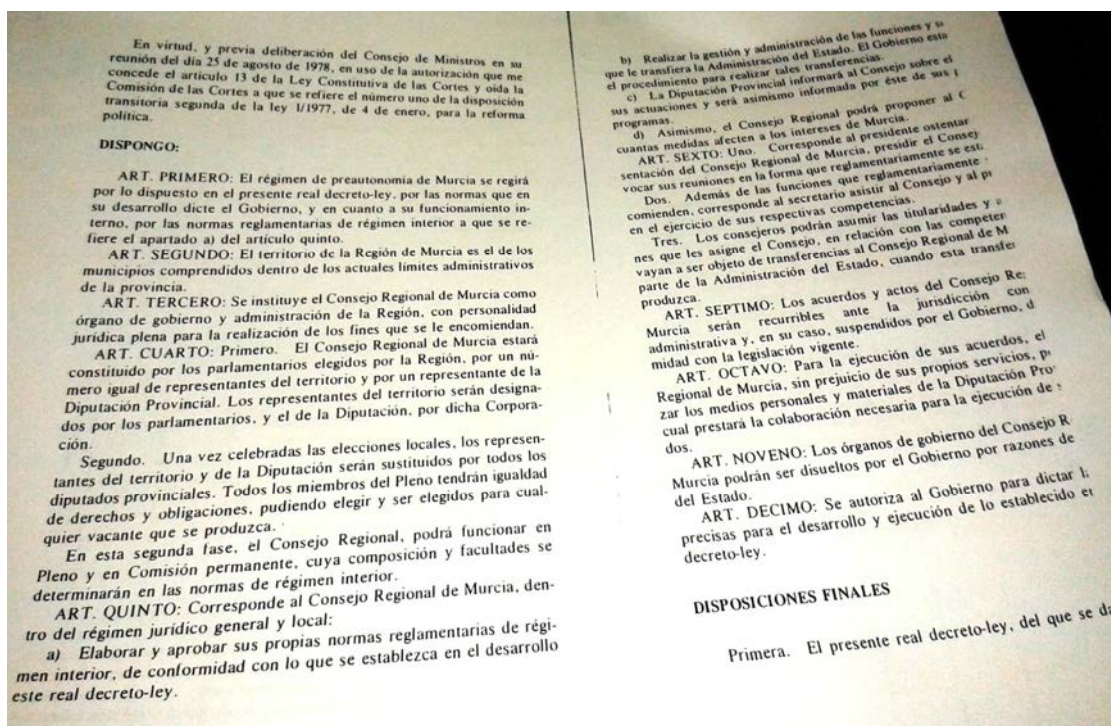 En virtud, y previa deliberación del Consejo de Ministros en su
reunión del día 25 de agosto de 1978, en uso de la autorización que me
concede el artículo 13 de la Ley Constitutiva de las Cortes y oída la
Comisión de las Cortes a que se refiere el número uno de la disposición
transitoria segunda de la ley 1/1977, de 4 de enero, para la reforma
política.
DISPONGO:
ART. PRIMERO: El régimen de preautonomía de Murcia se regirá
por lo dispuesto en el presente real decreto-ley, por las normas que en
su desarrollo dicte el Gobierno, y en cuanto a su funcionamiento in-
terno, por las normas reglamentarias de régimen interior a que se re-
fiere el apartado a) del artículo quinto.
ART. SEGUNDO: El territorio de la Región de Murcia es el de los
municipios comprendidos dentro de los actuales límites administrativos
de la provincia.
ART. TERCERO: Se instituye el Consejo Regional de Murcia como
órgano de gobierno y administración de la Región, con personalidad
jurídica plena para la realización de los fines que se le encomiendan.
ART. CUARTO: Primero. El Consejo Regional de Murcia estará
constituido por los parlamentarios elegidos por la Región, por un nú-
mero igual de representantes del territorio y por un representante de la
Diputación Provincial. Los representantes del territorio serán designa-
dos por los parlamentarios, y el de la Diputación, por dicha Corpora-
ción.
Segundo. Una vez celebradas las elecciones locales, los represen-
tantes del territorio y de la Diputación serán sustituidos por todos los
diputados provinciales. Todos los miembros del Pleno tendrán igualdad
de derechos y obligaciones, pudiendo elegir y ser elegidos para cual-
quier vacante que se produzca.
En esta segunda fase, el Consejo Regional, podrá funcionar en
Pleno y en Comisión permanente, cuya composición y facultades se
determinarán en las normas de régimen interior.
ART. QUINTO: Corresponde al Consejo Regional de Murcia, den-
tro del régimen jurídico general y local:
a) Elaborar y aprobar sus propias normas reglamentarias de régi-
men interior, de conformidad con lo que se establezca en el desarrollo
este real decreto-ley.
b) Realizar la gestión y administración de las funciones y
que le transfiera la Administración del Estado. El Gobierno esta
el procedimiento para realizar tales transferencias.
c) La Diputación Provincial informará al Consejo sobre el
sus actuaciones y será asimismo informada por éste de sus
programas.
d) Asimismo, el Consejo Regional podrá proponer al
cuantas medidas afecten a los intereses de Murcia.
ART. SEXTO: Uno. Corresponde al presidente ostentar
sentación del Consejo Regional de Murcia, presidir el Consej
vocar sus reuniones en la forma que reglamentariamente se est
Dos. Además de las funciones que reglamentariamente
comienden, corresponde al secretario asistir al Consejo y al
en el ejercicio de sus respectivas competencias.
Tres. Los consejeros podrán asumir las titularidades y
nes que les asigne el Consejo, en relación con las competen
vayan a ser objeto de transferencias al Consejo Regional de M
parte de la Administración del Estado, cuando esta transfe
produzca.
ART. SEPTIMO: Los acuerdos y actos del Consejo Re
Murcia serán recurribles ante la jurisdicción con
administrativa y, en su caso, suspendidos por el Gobierno, d
midad con la legislación vigente.
ART. OCTAVO: Para la ejecución de sus acuerdos, el
Regional de Murcia, sin prejuicio de sus propios servicios, p
zar los medios personales y materiales de la Diputación Pro
cual prestará la colaboración necesaria para la ejecución de
dos.
ART. NOVENO: Los órganos de gobierno del Consejo R
Murcia podrán ser disueltos por el Gobierno por razones de
del Estado.
ART. DECIMO: Se autoriza al Gobierno para dictar
precisas para el desarrollo y ejecución de lo establecido en
decreto-ley.
DISPOSICIONES FINALES
Primera. El presente real decreto-ley, del que se da